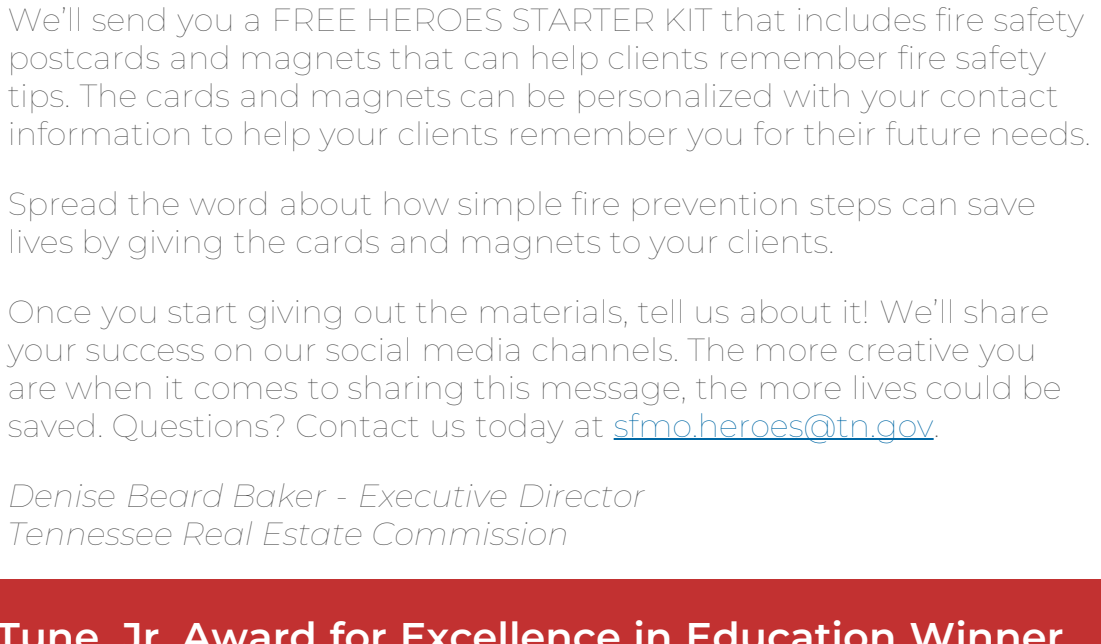 We’ll send you a FREE HEROES STARTER KIT that includes fire safety
postcards and magnets that can help clients remember fire safety
tips. The cards and magnets can be personalized with your contact
information to help your clients remember you for their future needs.
Spread the word about how simple fire prevention steps can save
lives by giving the cards and magnets to your clients.
Once you start giving out the materials, tell us about it! We’ll share
your success on our social media channels. The more creative you
are when it comes to sharing this message, the more lives could be
saved. Questions? Contact us today at sfmo.heroes@tn.gov.
Denise Beard Baker - Executive Director
Tennessee Real Estate Commission
Tune, Jr. Award for Excellence in Education Winner